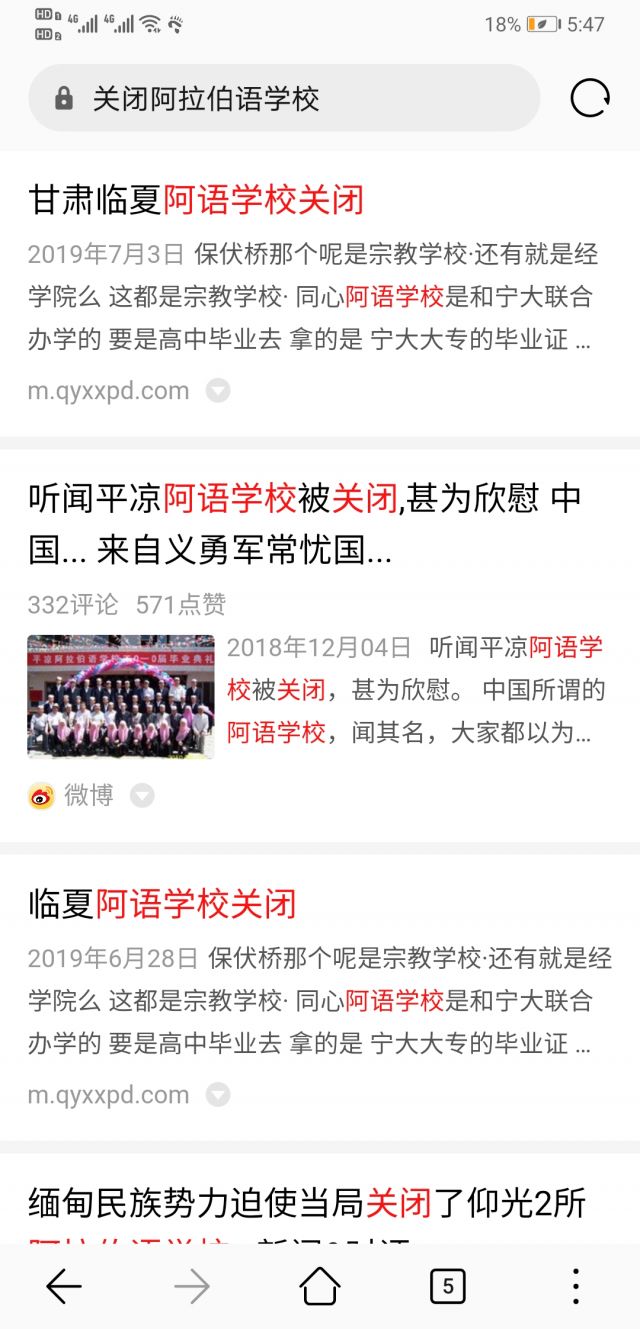 HD 1 4G 4G 18% 5:47
HD 2
关闭阿拉伯语学校
甘肃临夏阿语学校关闭
2019年7月3日 保伏桥那个呢是宗教学校·还有就是经
学院么 这都是宗教学校· 同心阿语学校是和宁大联合
办学的 要是高中毕业去 拿的是 宁大大专的毕业证 ...
m.qyxxpd.com
听闻平凉阿语学校被关闭,甚为欣慰 中
国... 来自义勇军常忧国...
332评论 571点赞
2018年12月04日 听闻平凉阿语学
校被关闭，甚为欣慰。 中国所谓的
阿语学校，闻其名，大家都以为...
平凉阿拉伯语学校
届毕业典礼
微博
临夏阿语学校关闭
2019年6月28日 保伏桥那个呢是宗教学校·还有就是经
学院么 这都是宗教学校· 同心阿语学校是和宁大联合
办学的 要是高中毕业去 拿的是 宁大大专的毕业证 ...
m.qyxxpd.com
缅甸民族势力迫使当局关闭了仰光2所
5